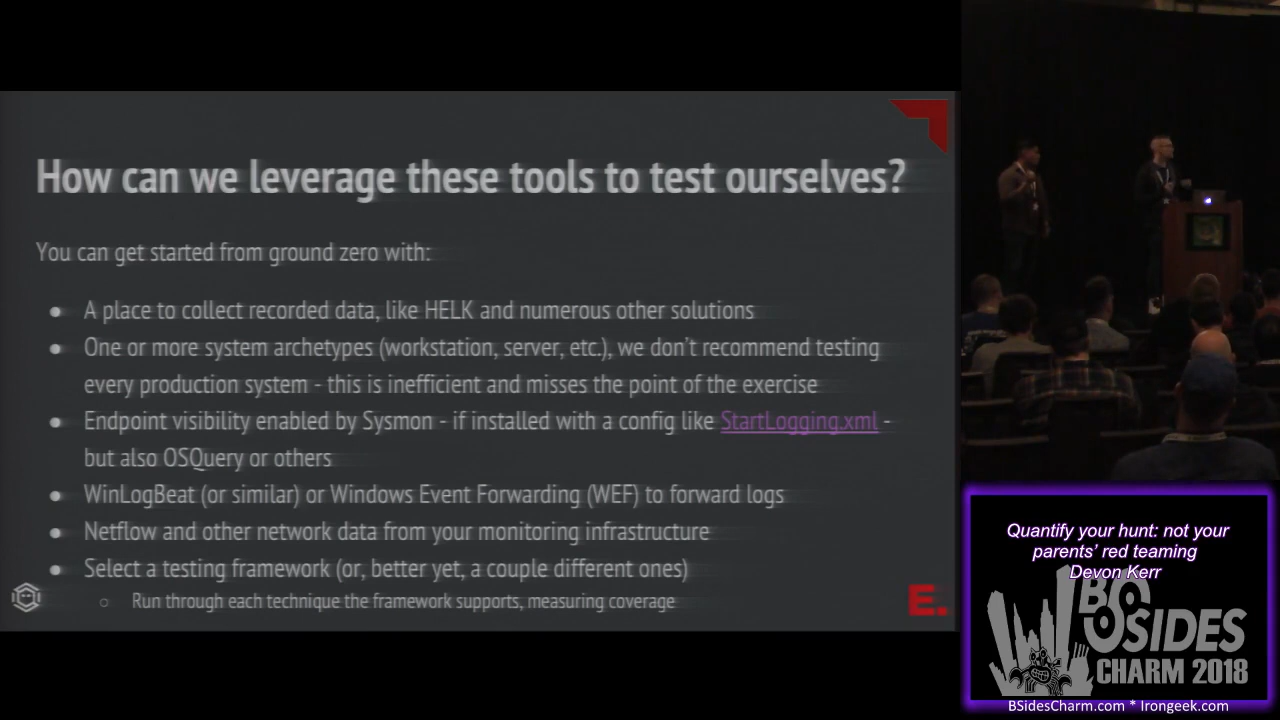 How can we leverage these tools to test ourselves?
You can get started from ground zero with:
● A place to collect recorded data, like HELK and numerous other solutions
● One or more system archetypes (workstation, server, etc.), we don't recommend testing
every production system - this is inefficient and misses the point of the exercise
● Endpoint visibility enabled by Sysmon - if installed with a config like StartLogging.xml -
but also OSQuery or others
● WinLogBeat (or similar) or Windows Event Forwarding (WEF) to forward logs
● Netflow and other network data from your monitoring infrastructure
● Select a testing framework (or, better yet, a couple different ones)
○ Run through each technique the framework supports, measuring coverage
E.
Quantify your hunt: not your
parents' red teaming
Devon Kerr
BSIDES
CHARM 2018
BSidesCharm.com * Irongeek.com